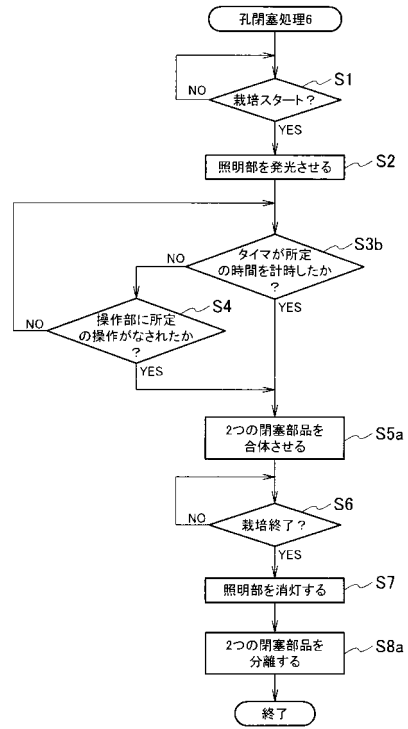 孔閉塞処理6
S1
NO
栽培スタート？
YES
照明部を発光させる
S2
S3b
NO
タイマが所定
の時間を計時したか
？
YES
S4
操作部に所定
の操作がなされたか
？
NO
YES
2つの閉塞部品を
合体させる
S5a
S6
NO
栽培終了？
YES
照明部を消灯する
S7
2つの閉塞部品を
分離する
S8a
終了